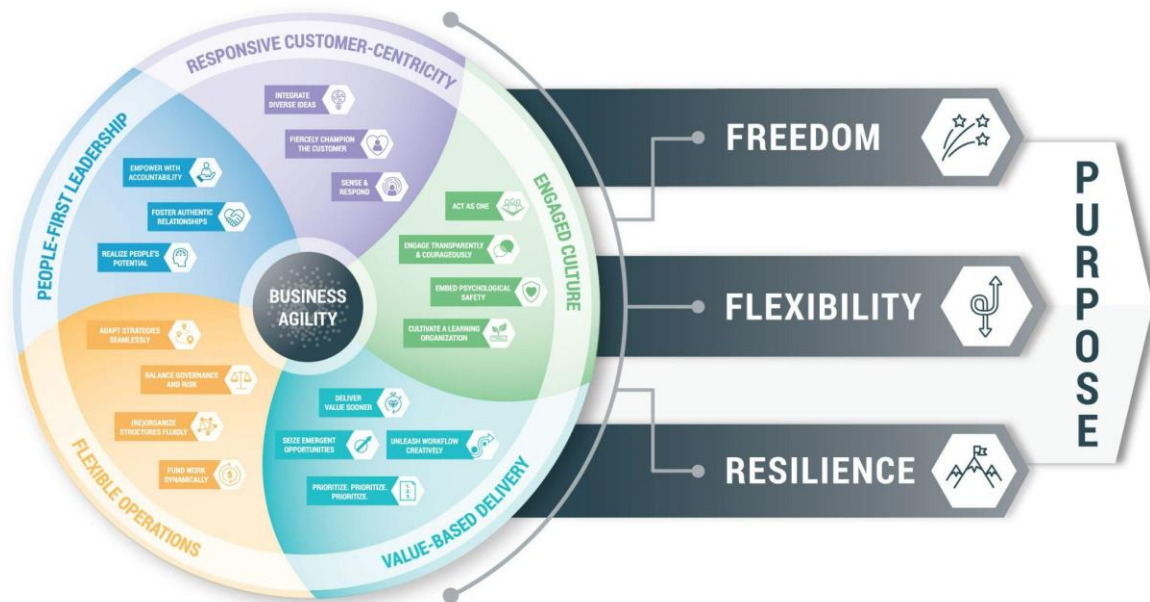 RESPONSIVE CUSTOMER-CENTRICITY
INTEGRATE
DIVERSE IDEAS
FIERCELY CHAMPION
THE CUSTOMER
SENSE &
RESPOND
PEOPLE-FIRST LEADERSHIP
EMPOWER WITH
ACCOUNTABILITY
FOSTER AUTHENTIC
RELATIONSHIPS
REALIZE PEOPLE'S
POTENTIAL
ENGAGED CULTURE
ACT AS ONE
ENGAGE TRANSPARENTLY
& COURAGEOUSLY
EMBED PSYCHOLOGICAL
SAFETY
CULTIVATE A LEARNING
ORGANIZATION
BUSINESS
AGILITY
FLEXIBLE OPERATIONS
ADAPT STRATEGIES
SEAMLESSLY
BALANCE GOVERNANCE
AND RISK
(RE)ORGANIZE
STRUCTURES FLUIDLY
FUND WORK
DYNAMICALLY
VALUE-BASED DELIVERY
DELIVER
VALUE SOONER
SEIZE EMERGENT
OPPORTUNITIES
UNLEASH WORKFLOW
CREATIVELY
PRIORITIZE. PRIORITIZE.
PRIORITIZE.
FREEDOM
FLEXIBILITY
RESILIENCE
PURPOSE